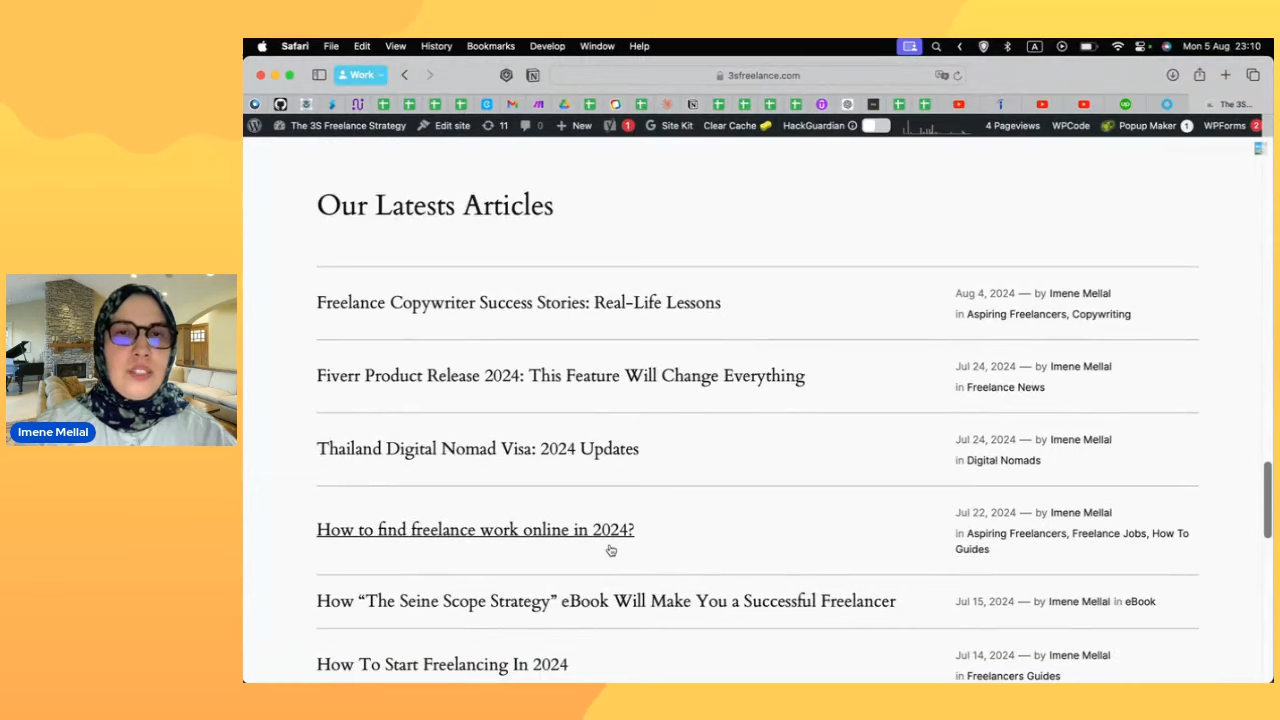 Safari File Edit View History Bookmarks Develop Window Help
A
Mon 5 Aug 23:10
Work
3sfreelance.com
The 3S…
The 3S Freelance Strategy Edit site 11 0 New 1 Site Kit Clear Cache HackGuardian 4 Pageviews WPCode Popup Maker 1 WPForms 2
Our Latests Articles
Freelance Copywriter Success Stories: Real-Life Lessons
Aug 4, 2024 — by Imene Mellal
in Aspiring Freelancers, Copywriting
Fiverr Product Release 2024: This Feature Will Change Everything
Jul 24, 2024 — by Imene Mellal
in Freelance News
Thailand Digital Nomad Visa: 2024 Updates
Jul 24, 2024 — by Imene Mellal
in Digital Nomads
How to find freelance work online in 2024?
Jul 22, 2024 — by Imene Mellal
in Aspiring Freelancers, Freelance Jobs, How To
Guides
How “The Seine Scope Strategy” eBook Will Make You a Successful Freelancer
Jul 15, 2024 — by Imene Mellal in eBook
How To Start Freelancing In 2024
Jul 14, 2024 — by Imene Mellal
in Freelancers Guides
Imene Mellal